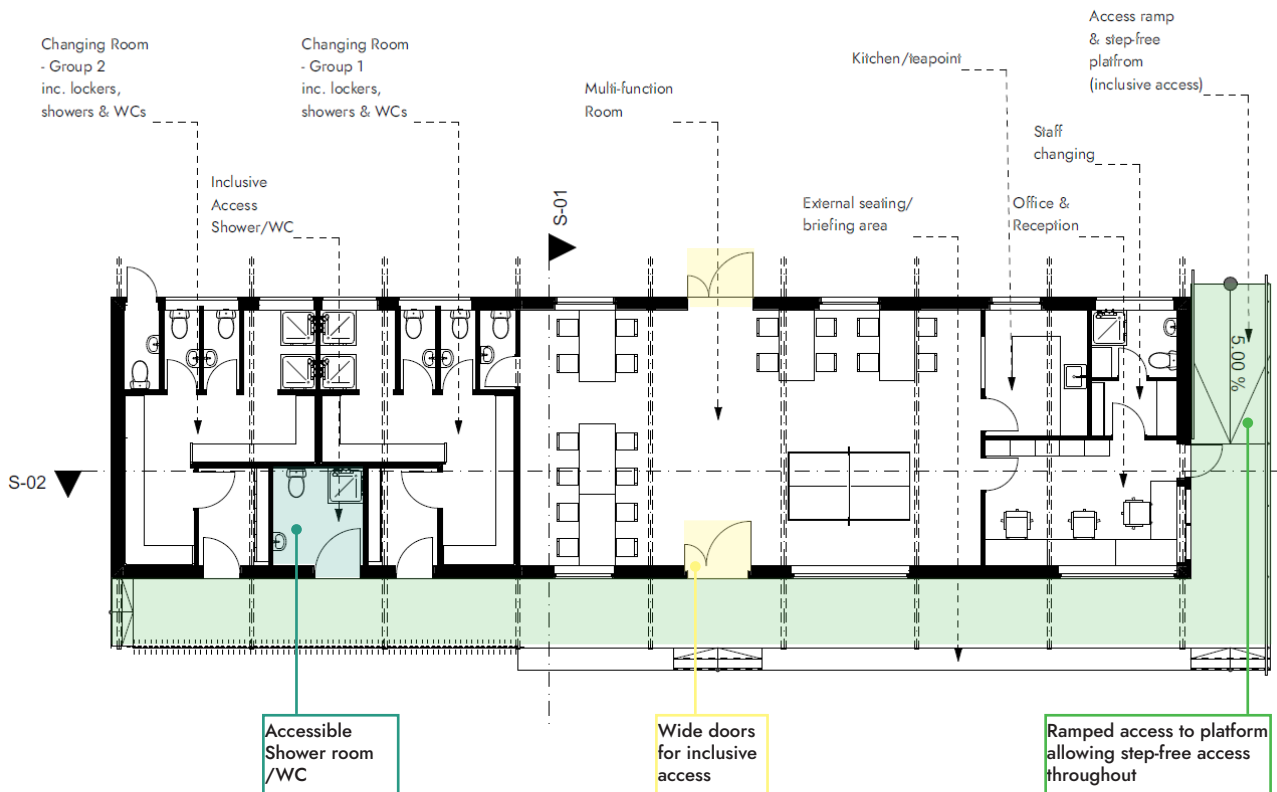 Changing Room
- Group 2
inc. lockers,
showers & WCs
Changing Room
- Group 1
inc. lockers,
showers & WCs
Inclusive
Access
Shower/WC
Multi-function
Room
Kitchen/teapoint
Access ramp
& step-free
platfrom
(inclusive access)
Staff
changing
External seating/
briefing area
Office &
Reception
S-01
S-02
5.00 %
Accessible
Shower room
/WC
Wide doors
for inclusive
access
Ramped access to platform
allowing step-free access
throughout